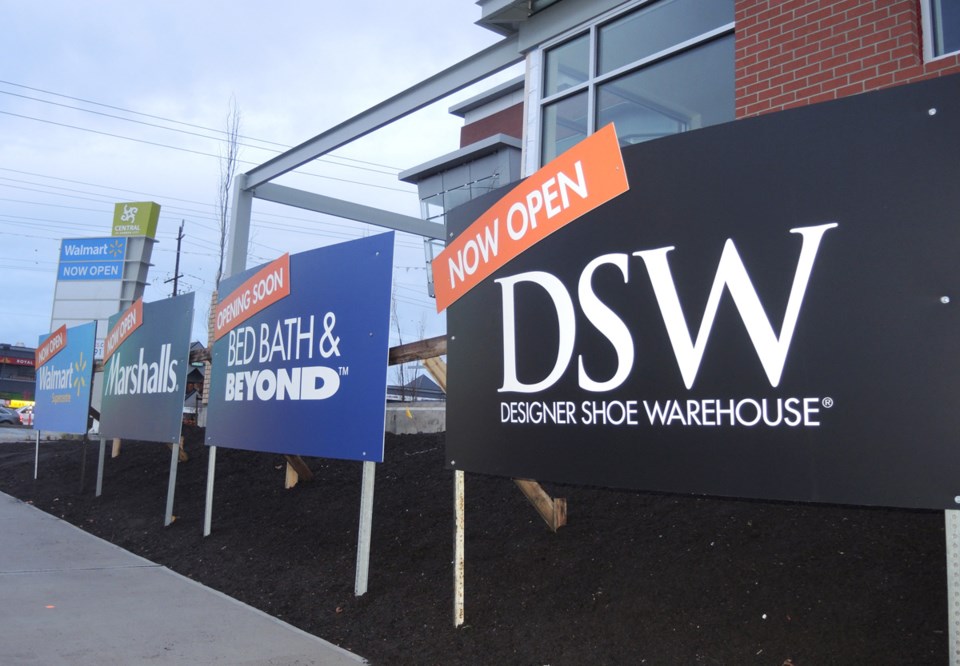 CENTRAL
Walmart
NOW OPEN
NOW OPEN
Walmart
Supercentre
NOW OPEN
Marshalls.
OPENING SOON
BED BATH &
BEYOND™
NOW OPEN
DSW
DESIGNER SHOE WAREHOUSE®